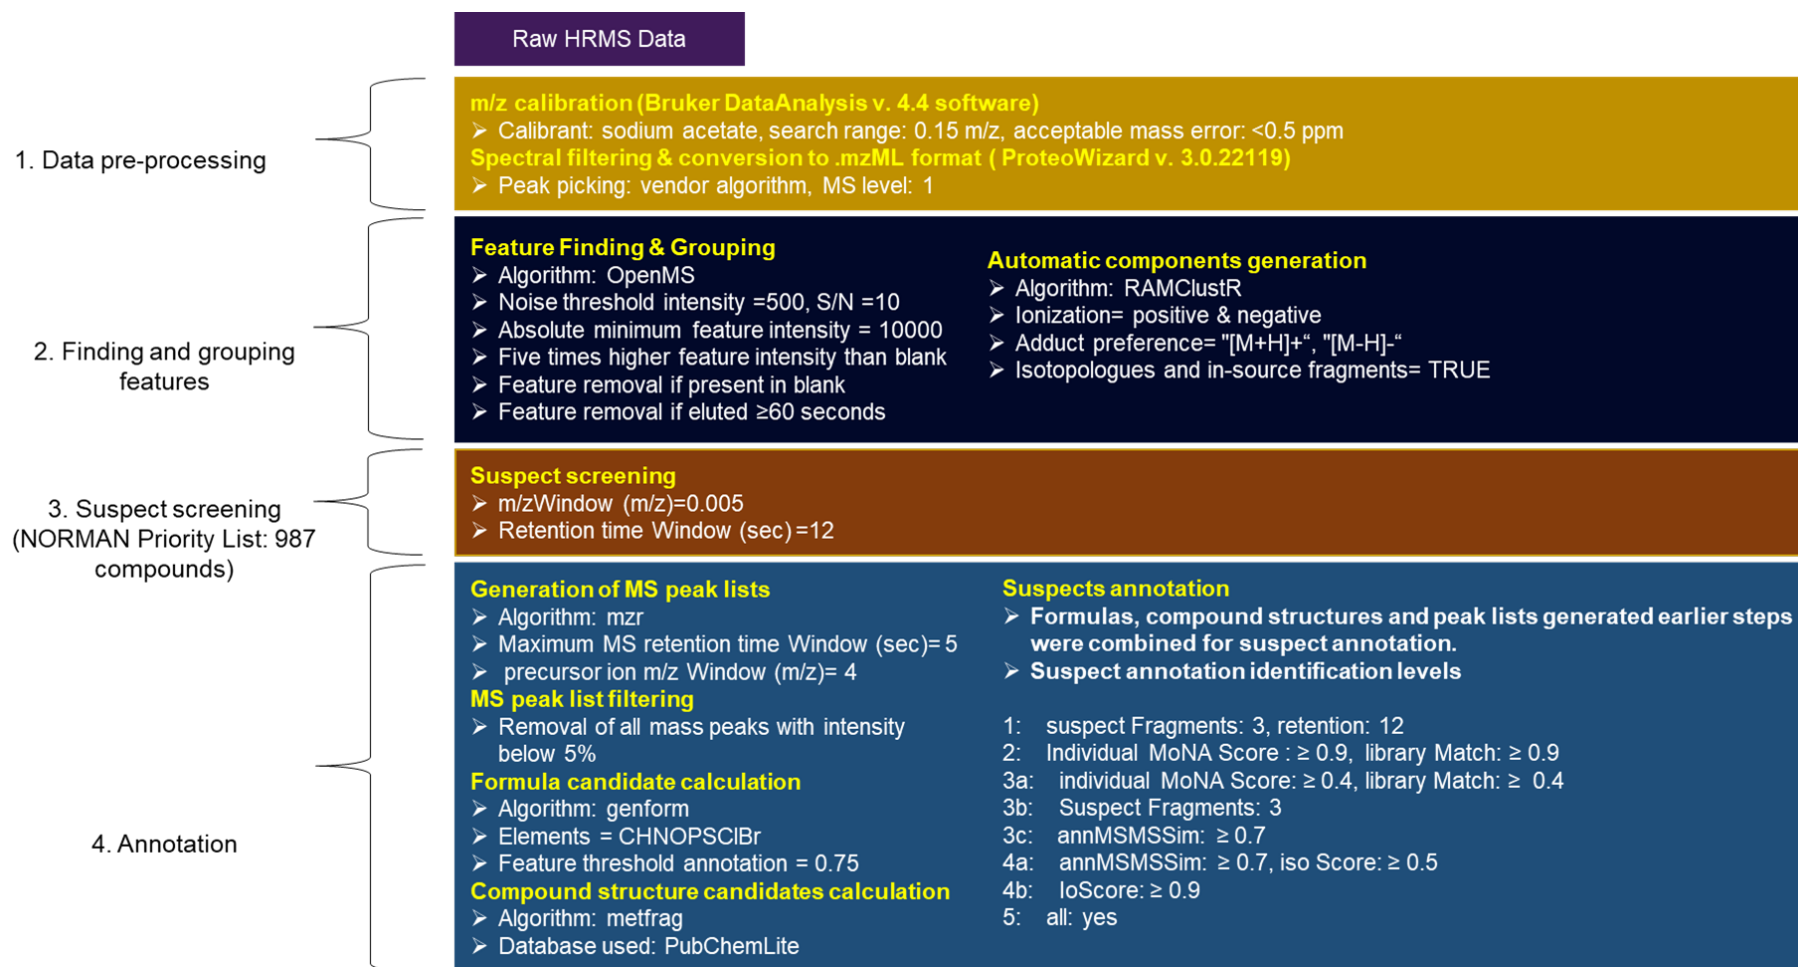 Raw HRMS Data
1. Data pre-processing
m/z calibration (Bruker DataAnalysis v. 4.4 software)
➢ Calibrant: sodium acetate, search range: 0.15 m/z, acceptable mass error: <0.5 ppm
Spectral filtering & conversion to .mzML format ( ProteoWizard v. 3.0.22119)
➢ Peak picking: vendor algorithm, MS level: 1
2. Finding and grouping
features
Feature Finding & Grouping
➢ Algorithm: OpenMS
➢ Noise threshold intensity =500, S/N =10
➢ Absolute minimum feature intensity = 10000
➢ Five times higher feature intensity than blank
➢ Feature removal if present in blank
➢ Feature removal if eluted ≥60 seconds
Automatic components generation
➢ Algorithm: RAMClustR
➢ Ionization= positive & negative
➢ Adduct preference= "[M+H]+“, "[M-H]-“
➢ Isotopologues and in-source fragments= TRUE
3. Suspect screening
(NORMAN Priority List: 987
compounds)
Suspect screening
➢ m/zWindow (m/z)=0.005
➢ Retention time Window (sec)=12
4. Annotation
Generation of MS peak lists
➢ Algorithm: mzr
➢ Maximum MS retention time Window (sec)= 5
➢ precursor ion m/z Window (m/z)= 4
MS peak list filtering
➢ Removal of all mass peaks with intensity
below 5%
Formula candidate calculation
➢ Algorithm: genform
➢ Elements = CHNOPSClBr
➢ Feature threshold annotation = 0.75
Compound structure candidates calculation
➢ Algorithm: metfrag
➢ Database used: PubChemLite
Suspects annotation
➢ Formulas, compound structures and peak lists generated earlier steps
were combined for suspect annotation.
➢ Suspect annotation identification levels
1: suspect Fragments: 3, retention: 12
2: Individual MoNA Score : ≥ 0.9, library Match: ≥ 0.9
3a: individual MoNA Score: ≥ 0.4, library Match: ≥ 0.4
3b: Suspect Fragments: 3
3c: annMSMSSim: ≥ 0.7
4a: annMSMSSim: ≥ 0.7, iso Score: ≥ 0.5
4b: IoScore: ≥ 0.9
5: all: yes